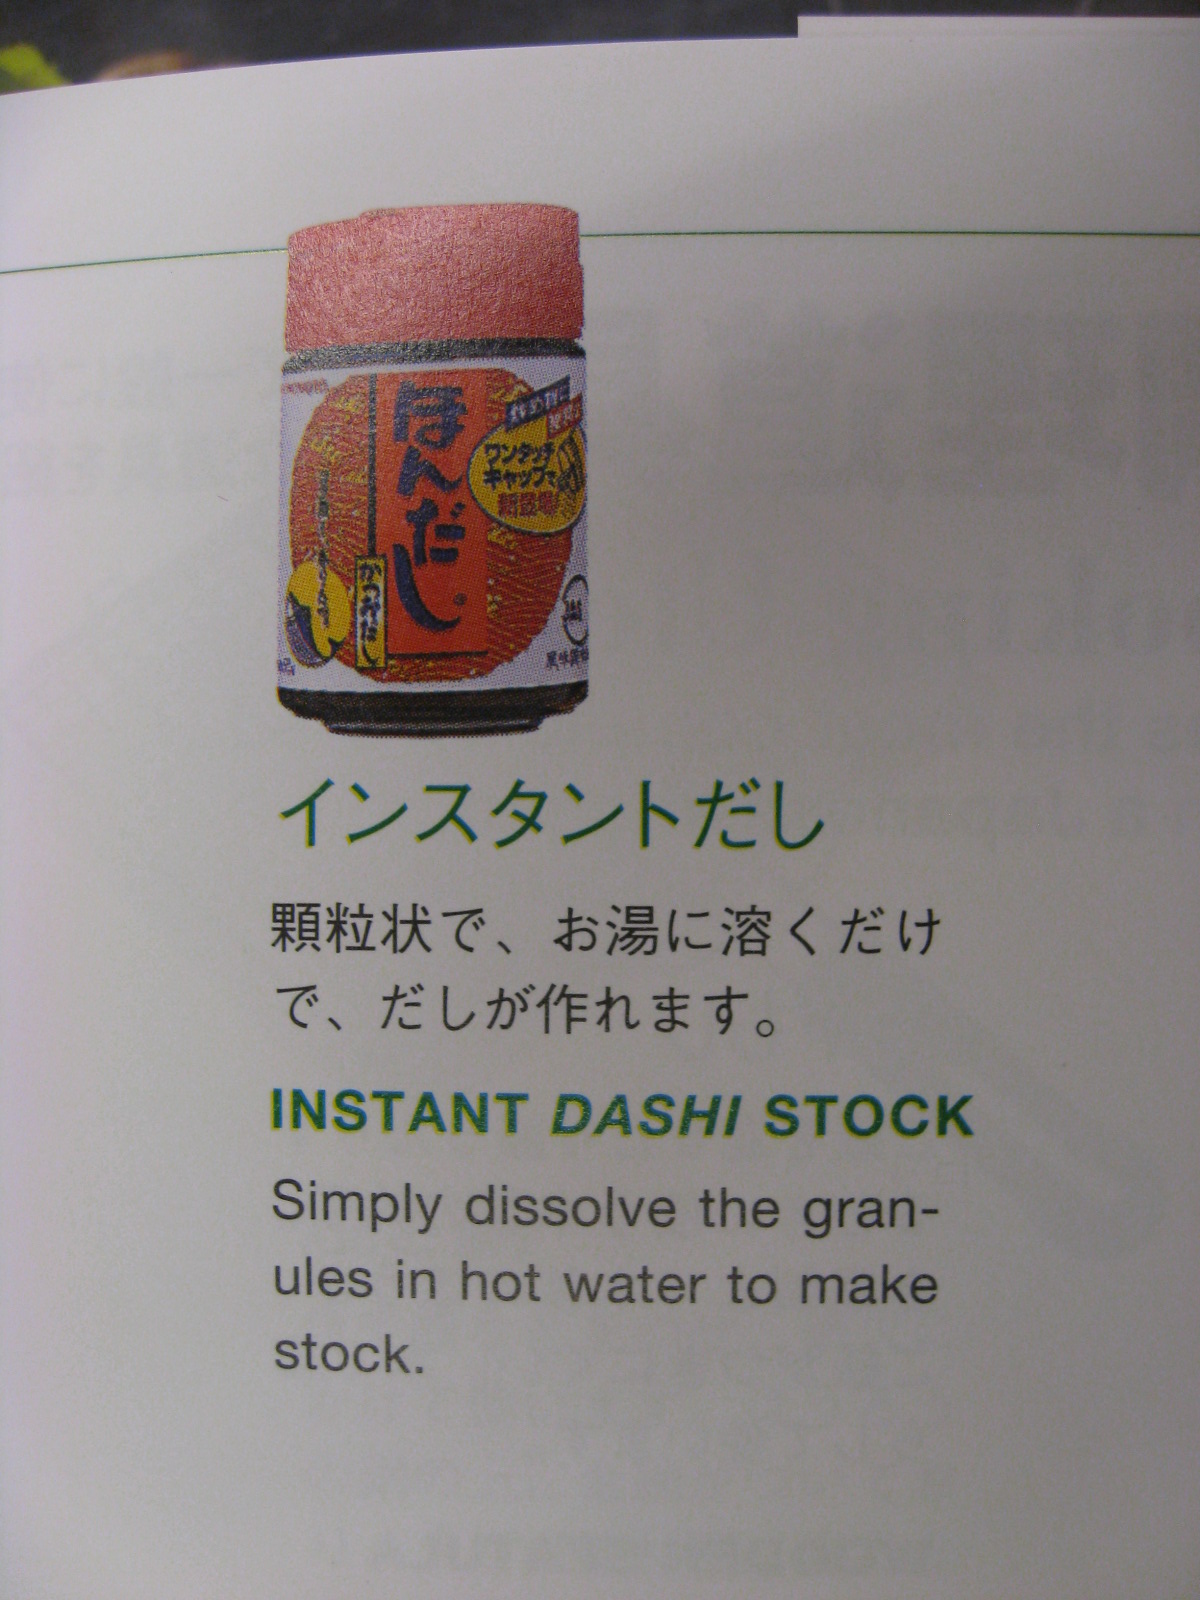 ほんだし
ワンタッチ
キャップで
新登場
かつおだし
インスタントだし
顆粒状で、お湯に溶くだけ
で、だしが作れます。
INSTANT DASHI STOCK
Simply dissolve the gran-
ules in hot water to make
stock.